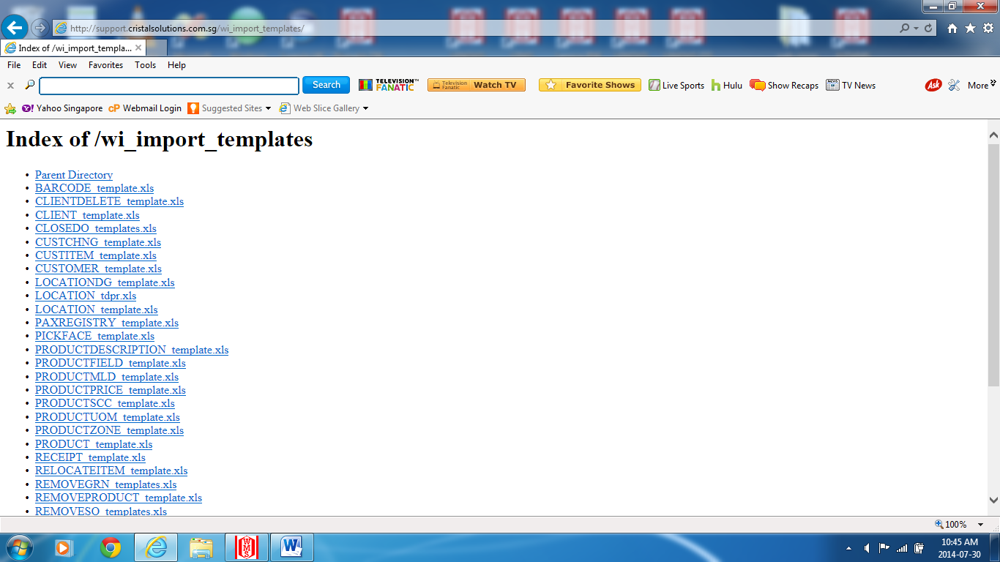 http://support.cristalsolutions.com.sg/wi_import_templates/
Index of /wi_import_templa...
File Edit View Favorites Tools Help
Search TELEVISION FANATIC Television Fanatic Watch TV Favorite Shows Live Sports Hulu Show Recaps TV News Ask More
Yahoo Singapore cP Webmail Login Suggested Sites Web Slice Gallery
Index of /wi_import_templates
Parent Directory
BARCODE_template.xls
CLIENTDELETE_template.xls
CLIENT_template.xls
CLOSEDO_templates.xls
CUSTCHNG_template.xls
CUSTITEM_template.xls
CUSTOMER_template.xls
LOCATIONDG_template.xls
LOCATION_tdpr.xls
LOCATION_template.xls
PAXREGISTRY_template.xls
PICKFACE_template.xls
PRODUCTDESCRIPTION_template.xls
PRODUCTFIELD_template.xls
PRODUCTMLD_template.xls
PRODUCTPRICE_template.xls
PRODUCTSCC_template.xls
PRODUCTUOM_template.xls
PRODUCTZONE_template.xls
PRODUCT_template.xls
RECEIPT_template.xls
RELOCATEITEM_template.xls
REMOVEGRN_templates.xls
REMOVEPRODUCT_template.xls
REMOVESO_templates.xls
100%
WMS
10:45 AM
2014-07-30